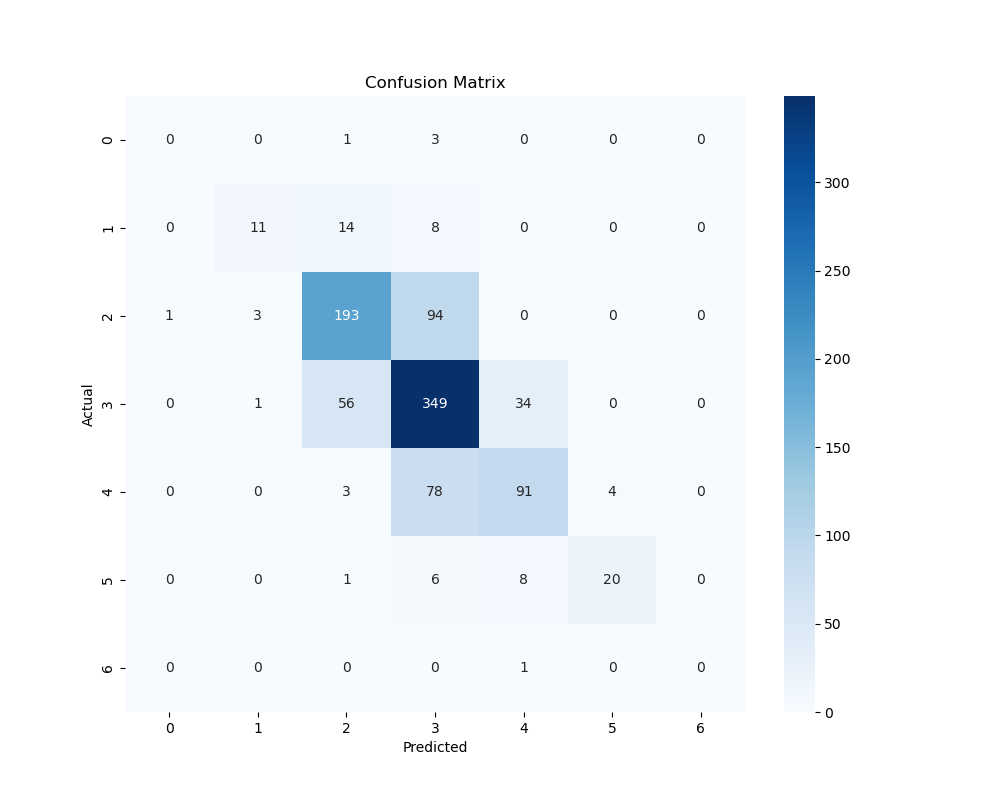 Confusion Matrix
0 0 0 1 3 0 0 0
1 0 11 14 8 0 0 0
2 1 3 193 94 0 0 0
3 0 1 56 349 34 0 0
4 0 0 3 78 91 4 0
5 0 0 1 6 8 20 0
6 0 0 0 0 1 0 0
0 1 2 3 4 5 6
Predicted
Actual
300
250
200
150
100
50
0